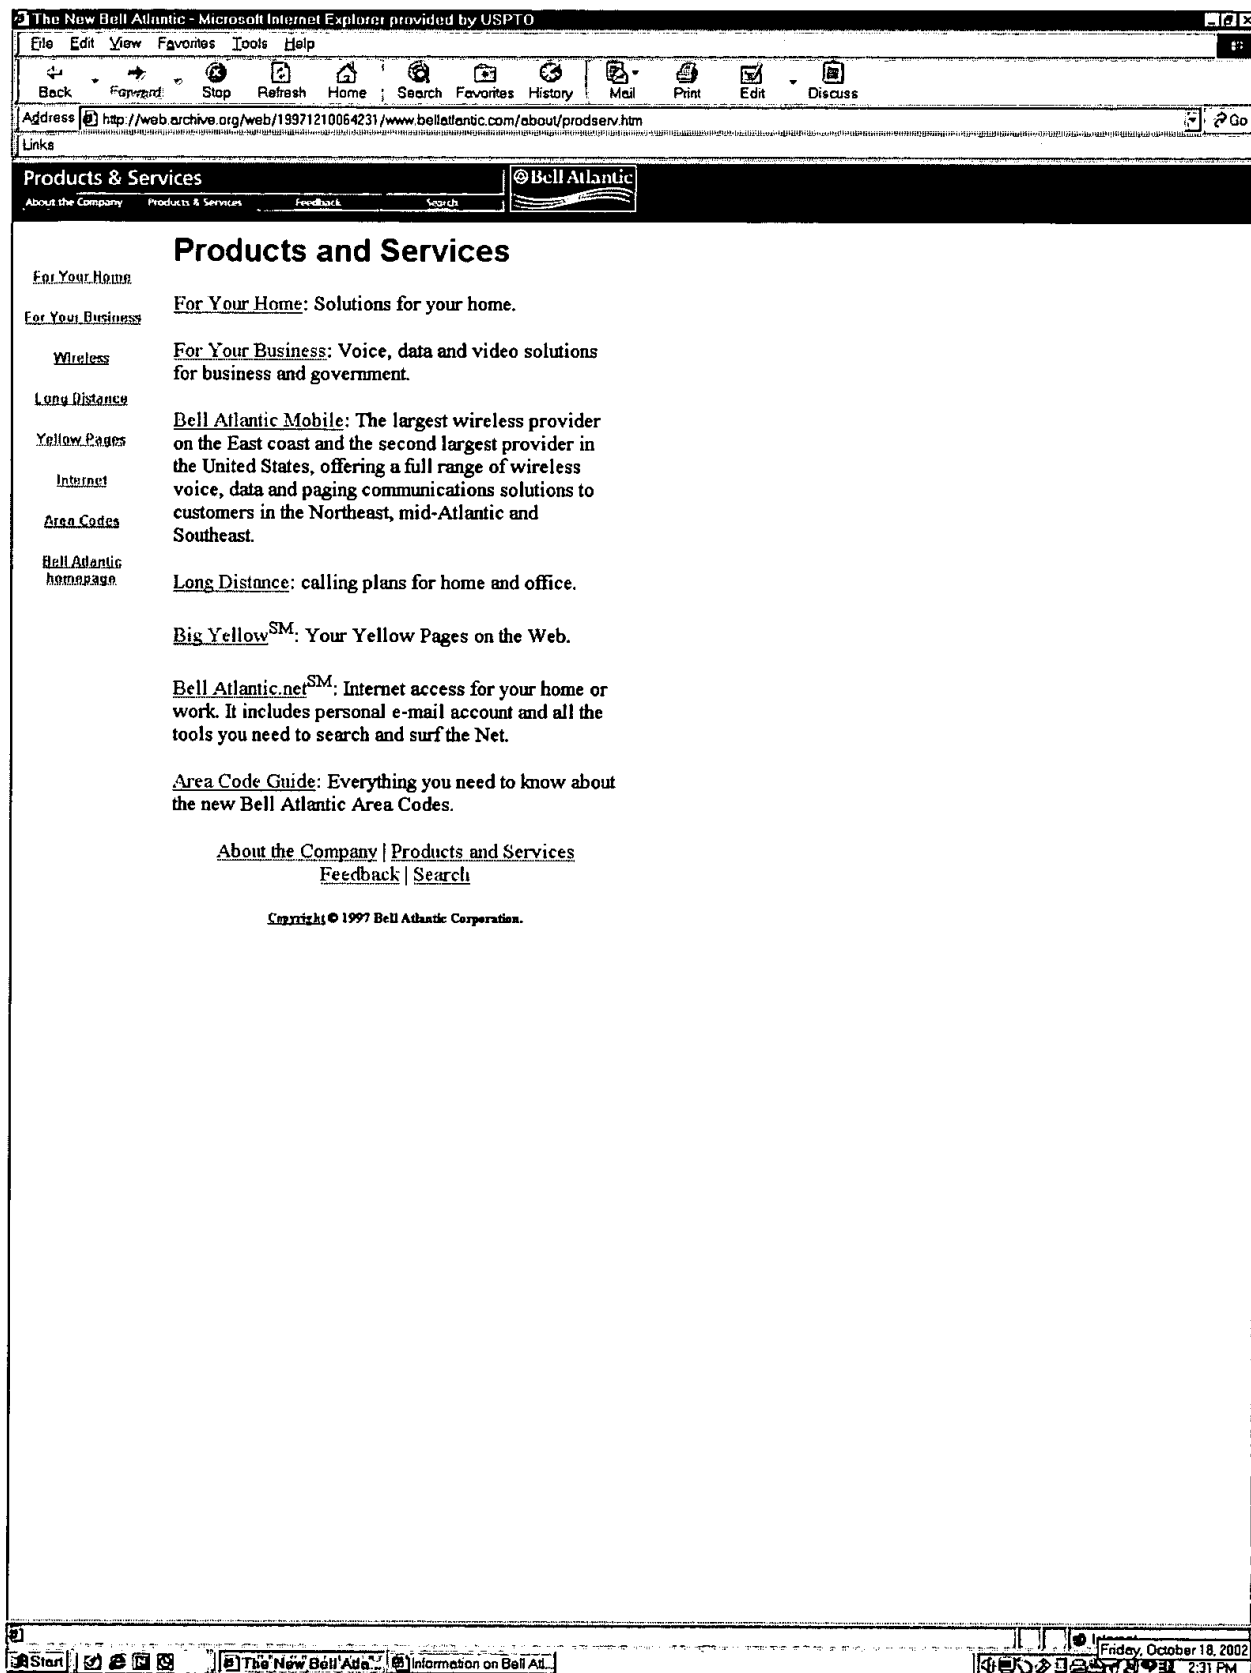 The New Bell Atlantic - Microsoft Internet Explorer provided by USPTO
File Edit View Favorites Tools Help
Back Forward Stop Refresh Home Search Favorites History Mail Print Edit Discuss
Address http://web.archive.org/web/19971210064231/www.bellatlantic.com/about/prodserv.htm Go
Links
Products & Services
Bell Atlantic
About the Company Products & Services Feedback Search
Products and Services
For Your Home
For Your Business
Wireless
Long Distance
Yellow Pages
Internet
Area Codes
Bell Atlantic
homepage
For Your Home: Solutions for your home.
For Your Business: Voice, data and video solutions
for business and government.
Bell Atlantic Mobile: The largest wireless provider
on the East coast and the second largest provider in
the United States, offering a full range of wireless
voice, data and paging communications solutions to
customers in the Northeast, mid-Atlantic and
Southeast.
Long Distance: calling plans for home and office.
Big Yellow SM: Your Yellow Pages on the Web.
Bell Atlantic.net SM: Internet access for your home or
work. It includes personal e-mail account and all the
tools you need to search and surf the Net.
Area Code Guide: Everything you need to know about
the new Bell Atlantic Area Codes.
About the Company | Products and Services
Feedback | Search
Copyright © 1997 Bell Atlantic Corporation.
Friday, October 18, 2002
Start The New Bell Atla... Information on Bell Atl... 2:31 PM